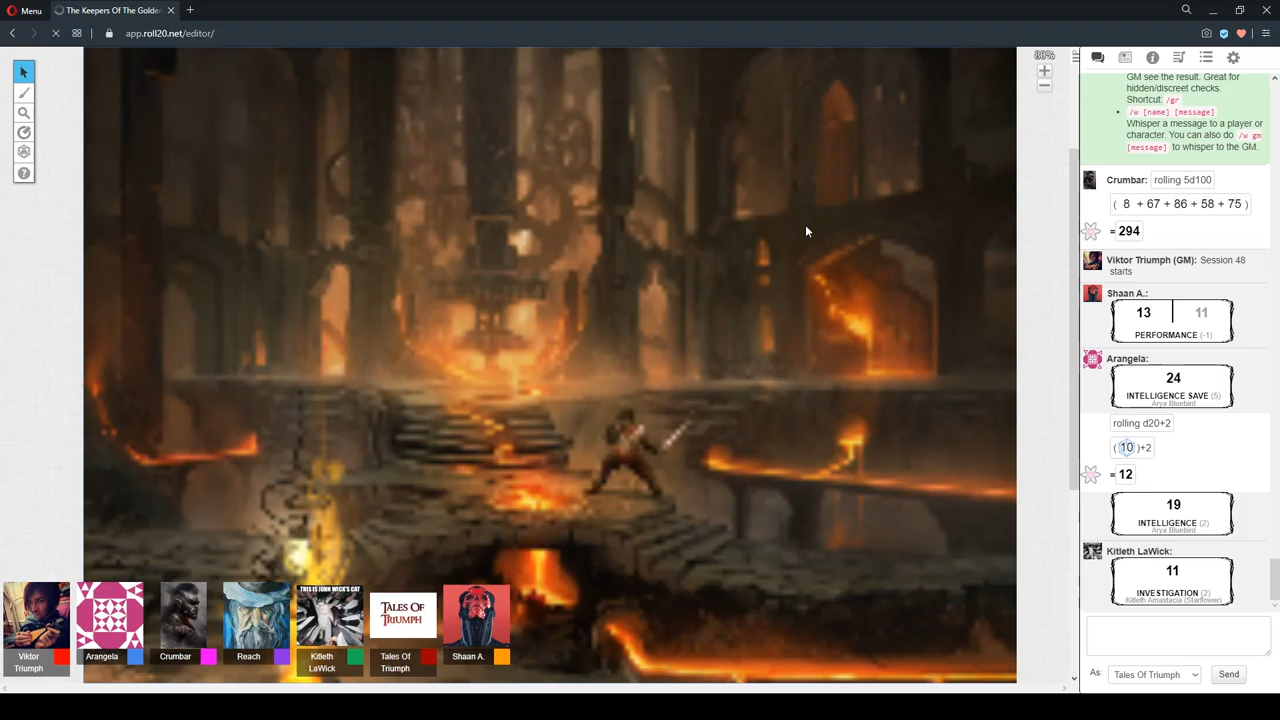 Menu
The Keepers Of The Golden
app.roll20.net/editor/
80%
GM see the result. Great for
hidden/discreet checks.
Shortcut: /gr
• /w [name] [message]
Whisper a message to a player or
character. You can also do /w gm
[message] to whisper to the GM.
Crumbar: rolling 5d100
( 8 + 67 + 86 + 58 + 75 )
= 294
Viktor Triumph (GM): Session 48
starts
Shaan A.:
13 11
PERFORMANCE (-1)
Arangela:
24
INTELLIGENCE SAVE (5)
Arya Bluebird
rolling d20+2
( 10 )+2
= 12
19
INTELLIGENCE (2)
Arya Bluebird
Kitleth LaWick:
11
INVESTIGATION (2)
Kitleth Amastacia (Starflower)
THIS IS JOHN WICK'S CAT
TALES OF
TRIUMPH
Viktor
Triumph
Arangela
Crumbar
Reach
Kitleth
LaWick
Tales Of
Triumph
Shaan A.
As: Tales Of Triumph
Send